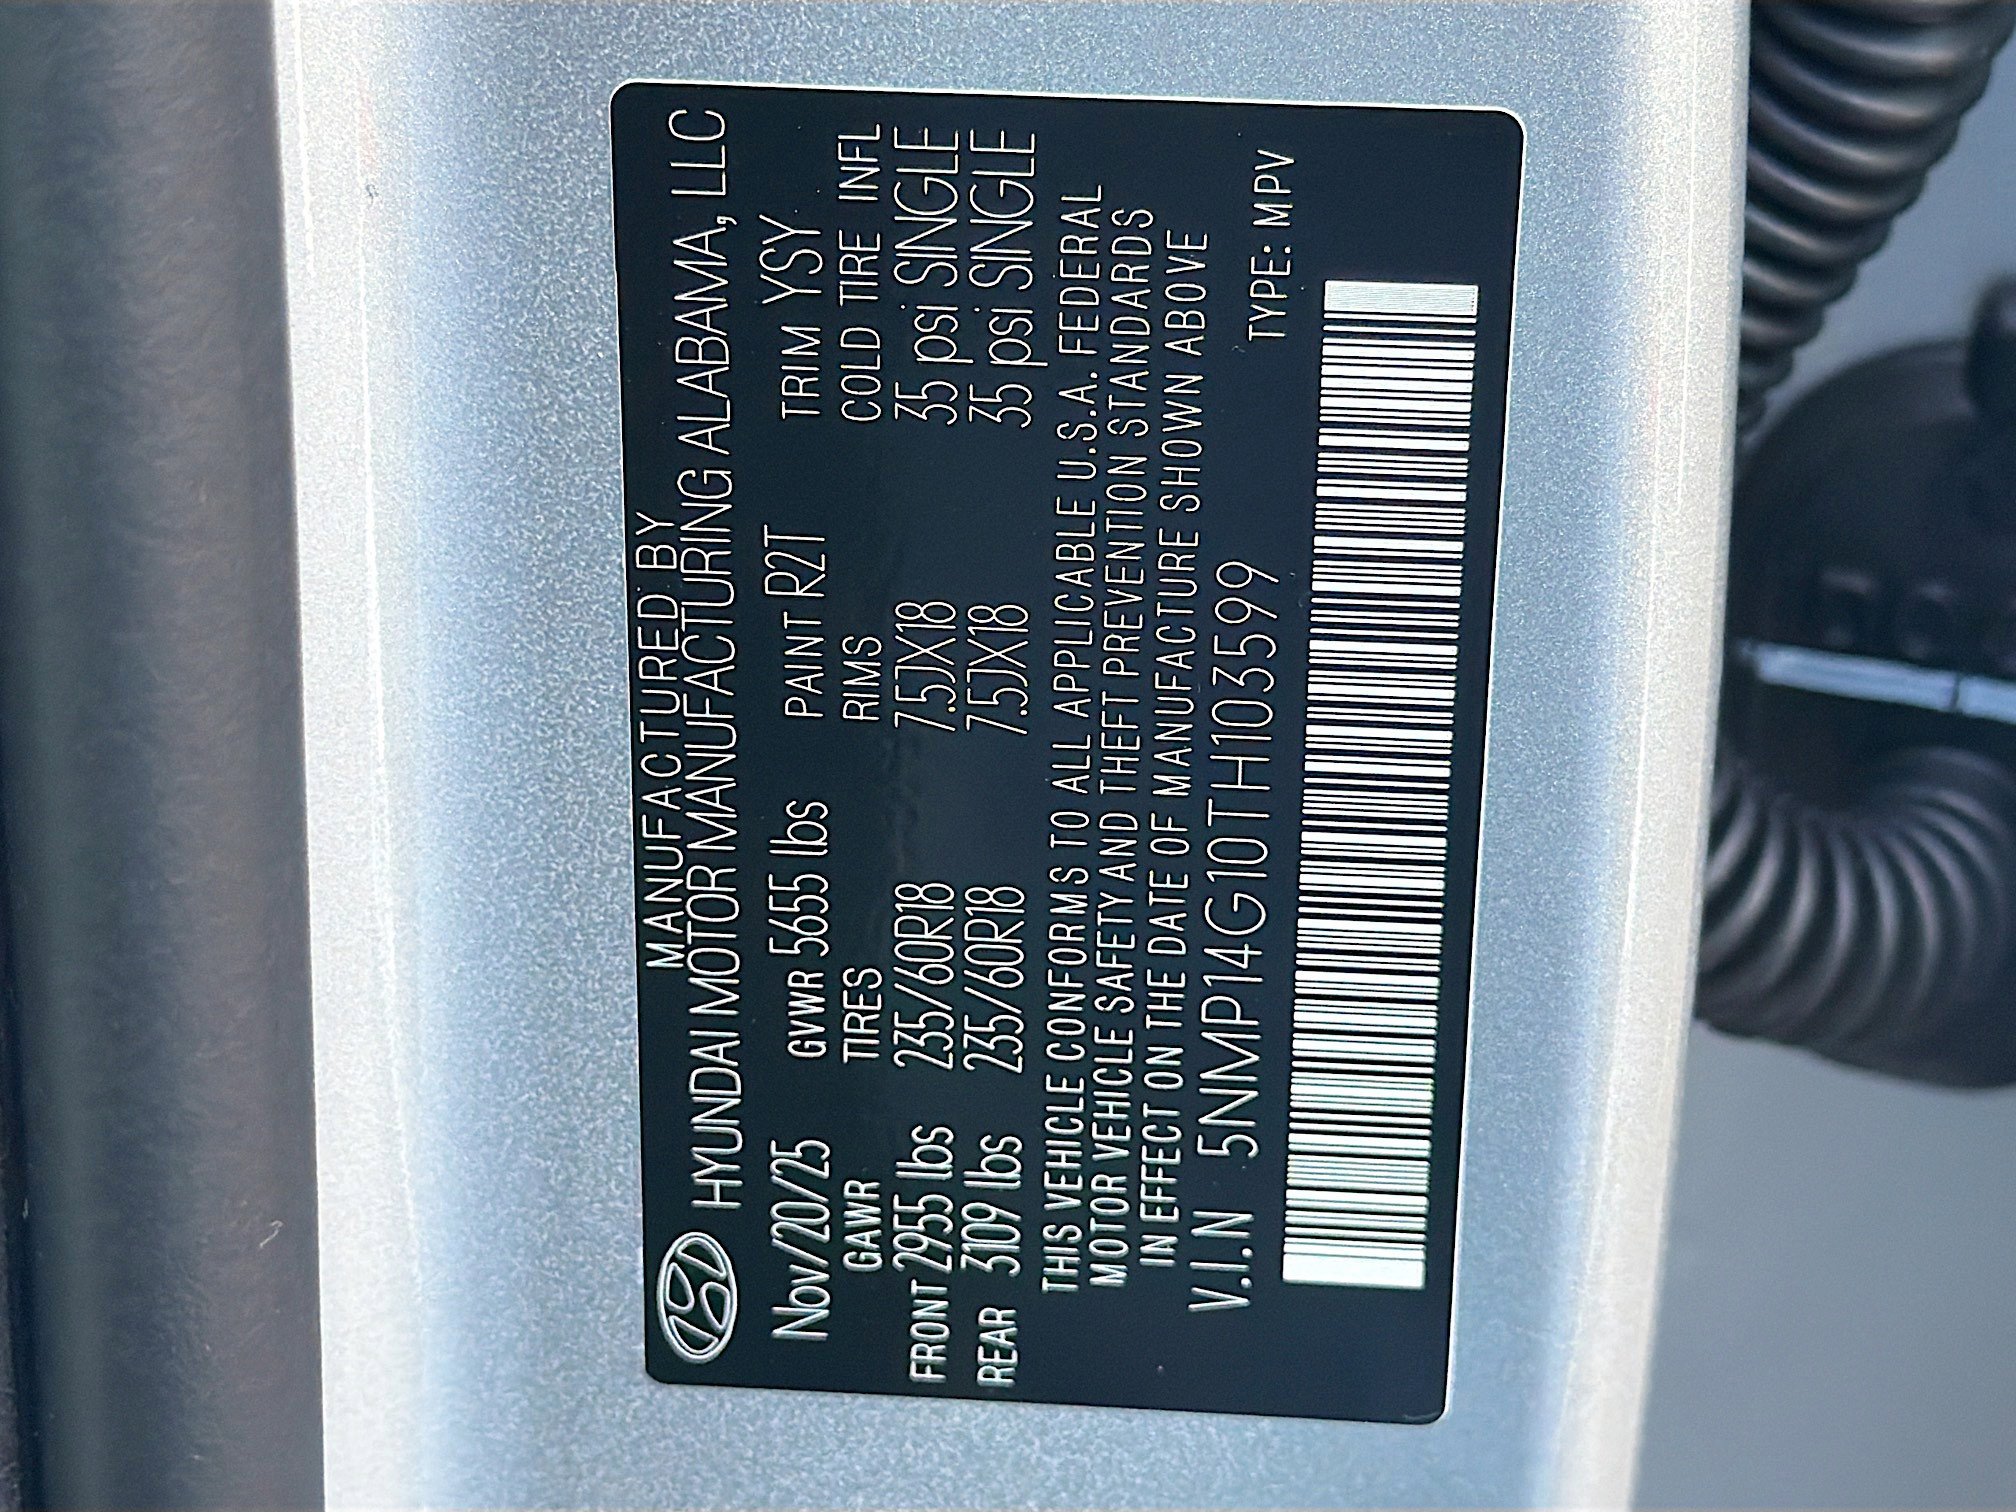 MANUFACTURED BY
HYUNDAI MOTOR MANUFACTURING ALABAMA, LLC
Nov/20/25 GVWR 5655 lbs PAINT R2T TRIM YSY
GAWR TIRES RIMS COLD TIRE INFL
FRONT 2955 lbs 235/60R18 7.5JX18 35 psi SINGLE
REAR 3109 lbs 235/60R18 7.5JX18 35 psi SINGLE
THIS VEHICLE CONFORMS TO ALL APPLICABLE U.S.A. FEDERAL
MOTOR VEHICLE SAFETY AND THEFT PREVENTION STANDARDS
IN EFFECT ON THE DATE OF MANUFACTURE SHOWN ABOVE
V.I.N 5NMP14G10TH103599 TYPE: MPV